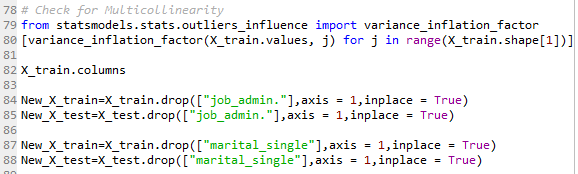 78 # Check for Multicollinearity
79 from statsmodels.stats.outliers_influence import variance_inflation_factor
80 [variance_inflation_factor(X_train.values, j) for j in range(X_train.shape[1])]
81
82 X_train.columns
83
84 New_X_train=X_train.drop(["job_admin."],axis = 1,inplace = True)
85 New_X_test=X_test.drop(["job_admin."],axis = 1,inplace = True)
86
87 New_X_train=X_train.drop(["marital_single"],axis = 1,inplace = True)
88 New_X_test=X_test.drop(["marital_single"],axis = 1,inplace = True)